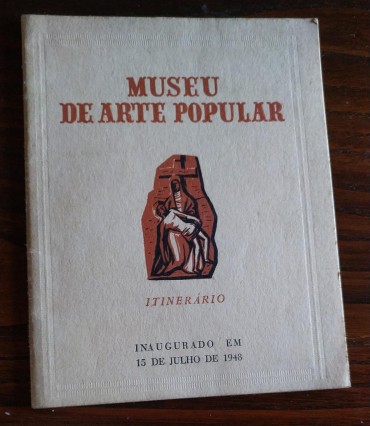 MUSEU
DE ARTE POPULAR
ITINERÁRIO
INAUGURADO EM
15 DE JULHO DE 1948